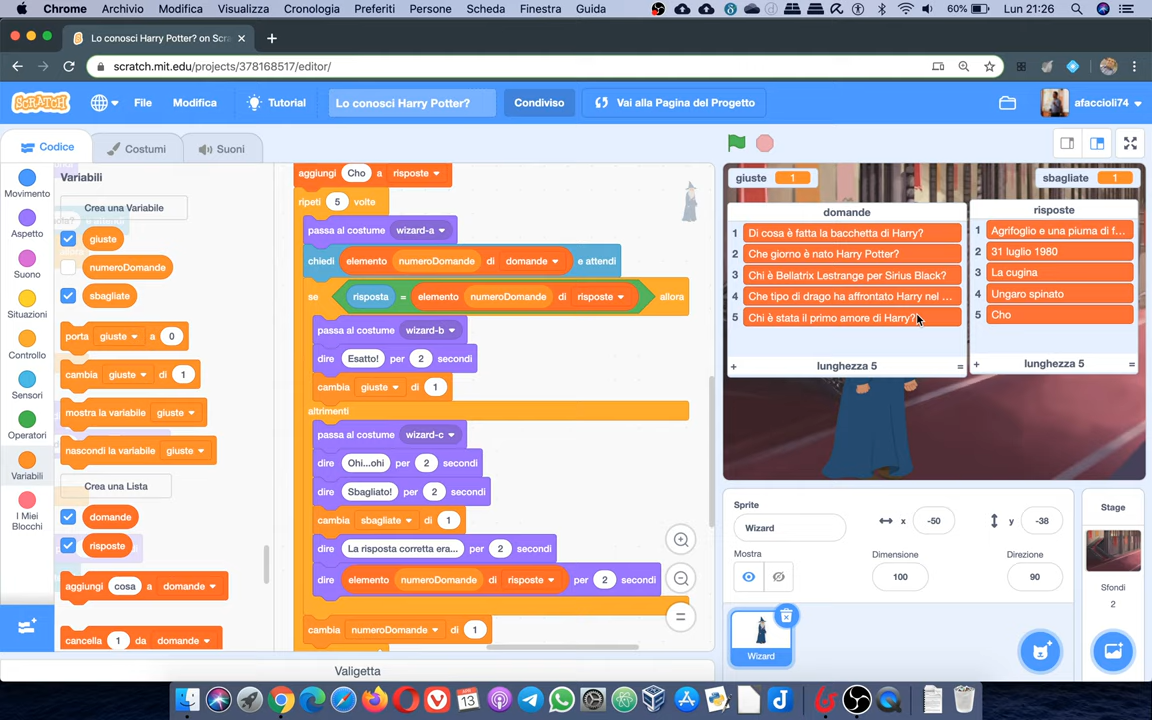 Chrome Archivio Modifica Visualizza Cronologia Preferiti Persone Scheda Finestra Guida 60% Lun 21:26
Lo conosci Harry Potter? on Scra
scratch.mit.edu/projects/378168517/editor/
SCRATCH File Modifica Tutorial Lo conosci Harry Potter? Condiviso Vai alla Pagina del Progetto afaccioli74
Codice Costumi Suoni
Movimento
Aspetto
Suono
Situazioni
Controllo
Sensori
Operatori
Variabili
I Miei
Blocchi
Variabili
Crea una Variabile
giuste
numeroDomande
sbagliate
porta giuste a 0
cambia giuste di 1
mostra la variabile giuste
nascondi la variabile giuste
Crea una Lista
domande
risposte
aggiungi cosa a domande
cancella 1 da domande
aggiungi Cho a risposte
ripeti 5 volte
passa al costume wizard-a
chiedi elemento numeroDomande di domande e attendi
se risposta = elemento numeroDomande di risposte allora
passa al costume wizard-b
dire Esatto! per 2 secondi
cambia giuste di 1
altrimenti
passa al costume wizard-c
dire Ohi...ohi per 2 secondi
dire Sbagliato! per 2 secondi
cambia sbagliate di 1
dire La risposta corretta era... per 2 secondi
dire elemento numeroDomande di risposte per 2 secondi
cambia numeroDomande di 1
Valigetta
giuste 1
sbagliate 1
domande
1 Di cosa è fatta la bacchetta di Harry?
2 Che giorno è nato Harry Potter?
3 Chi è Bellatrix Lestrange per Sirius Black?
4 Che tipo di drago ha affrontato Harry nel ...
5 Chi è stata il primo amore di Harry?
+ lunghezza 5 =
risposte
1 Agrifoglio e una piuma di f...
2 31 luglio 1980
3 La cugina
4 Ungaro spinato
5 Cho
+ lunghezza 5 =
Sprite
Wizard
x -50
y -38
Mostra
Dimensione
100
Direzione
90
Wizard
Stage
Sfondi
2